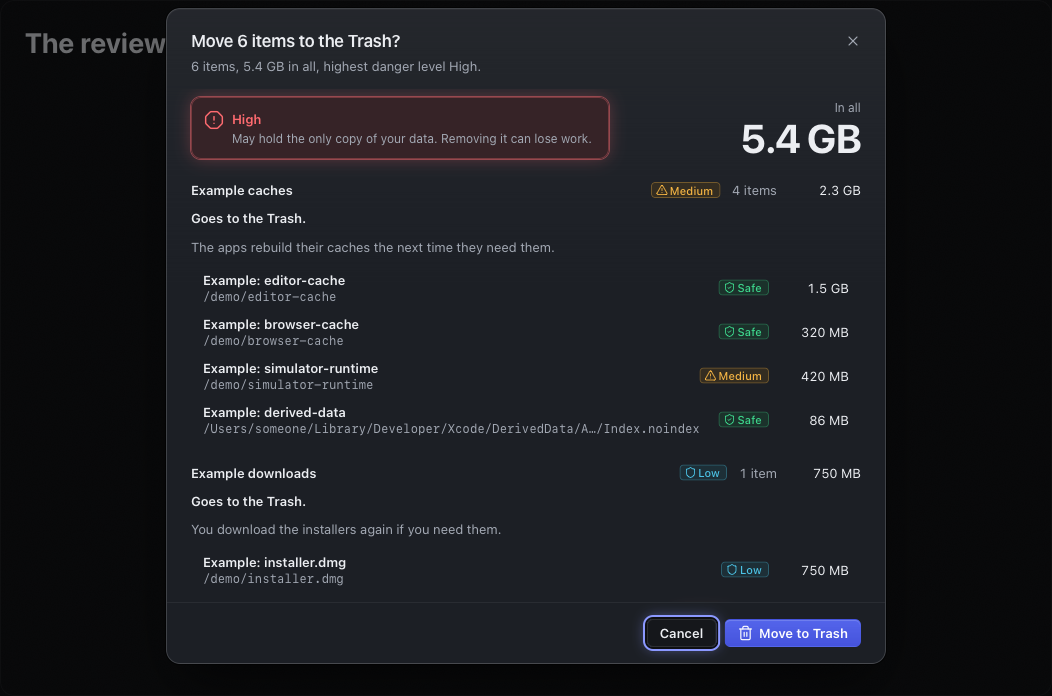 The review
Move 6 items to the Trash?
6 items, 5.4 GB in all, highest danger level High.
High
May hold the only copy of your data. Removing it can lose work.
In all
5.4 GB
Example caches
Medium
4 items
2.3 GB
Goes to the Trash.
The apps rebuild their caches the next time they need them.
Example: editor-cache
/demo/editor-cache
Safe
1.5 GB
Example: browser-cache
/demo/browser-cache
Safe
320 MB
Example: simulator-runtime
/demo/simulator-runtime
Medium
420 MB
Example: derived-data
/Users/someone/Library/Developer/Xcode/DerivedData/A…/Index.noindex
Safe
86 MB
Example downloads
Low
1 item
750 MB
Goes to the Trash.
You download the installers again if you need them.
Example: installer.dmg
/demo/installer.dmg
Low
750 MB
Cancel
Move to Trash